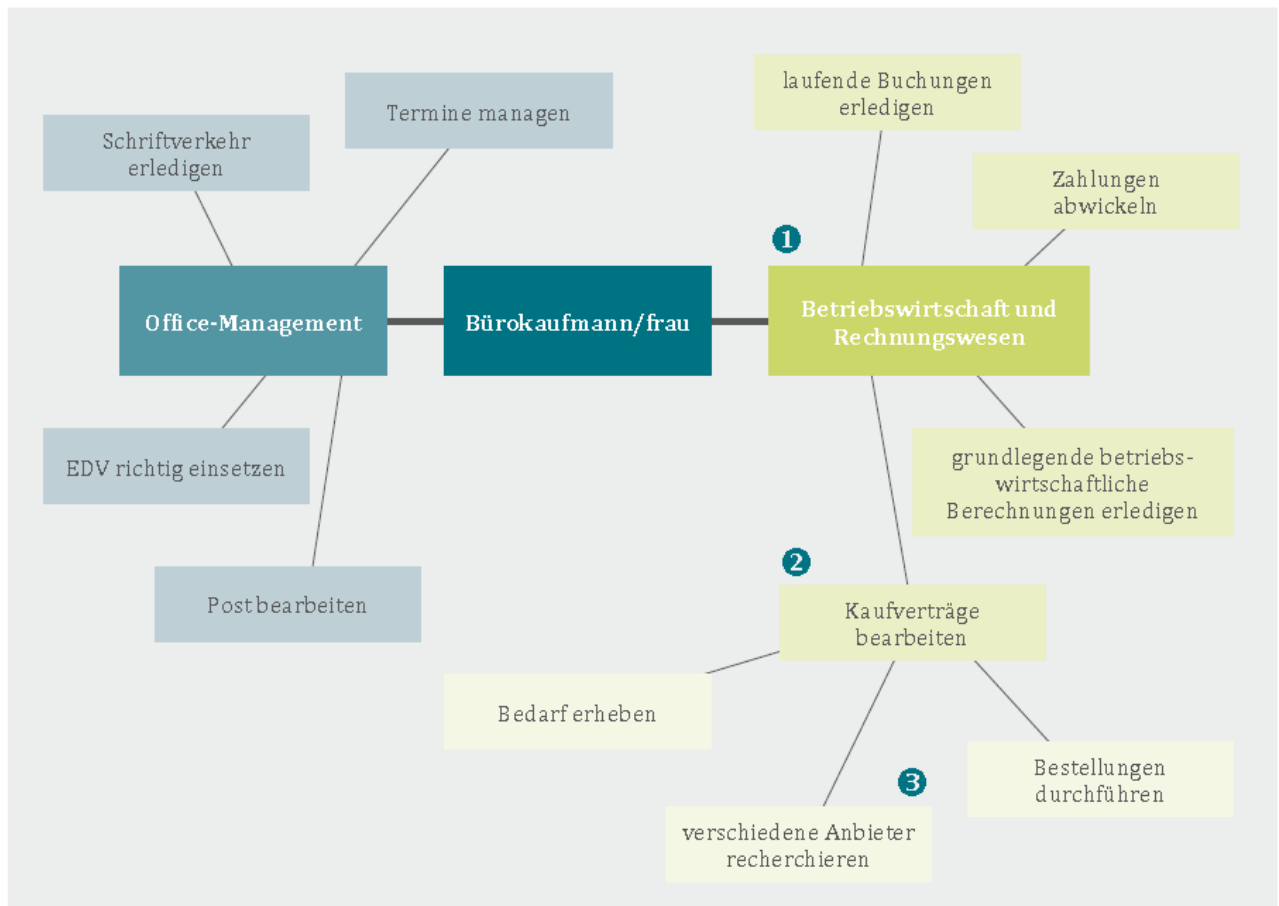 laufende Buchungen
erledigen
Termine managen
Schriftverkehr
erledigen
Zahlungen
abwickeln
1
Office-Management
Bürokaufmann/frau
Betriebswirtschaft und
Rechnungswesen
EDV richtig einsetzen
grundlegende betriebs-
wirtschaftliche
Berechnungen erledigen
2
Post bearbeiten
Kaufverträge
bearbeiten
Bedarf erheben
Bestellungen
durchführen
3
verschiedene Anbieter
recherchieren